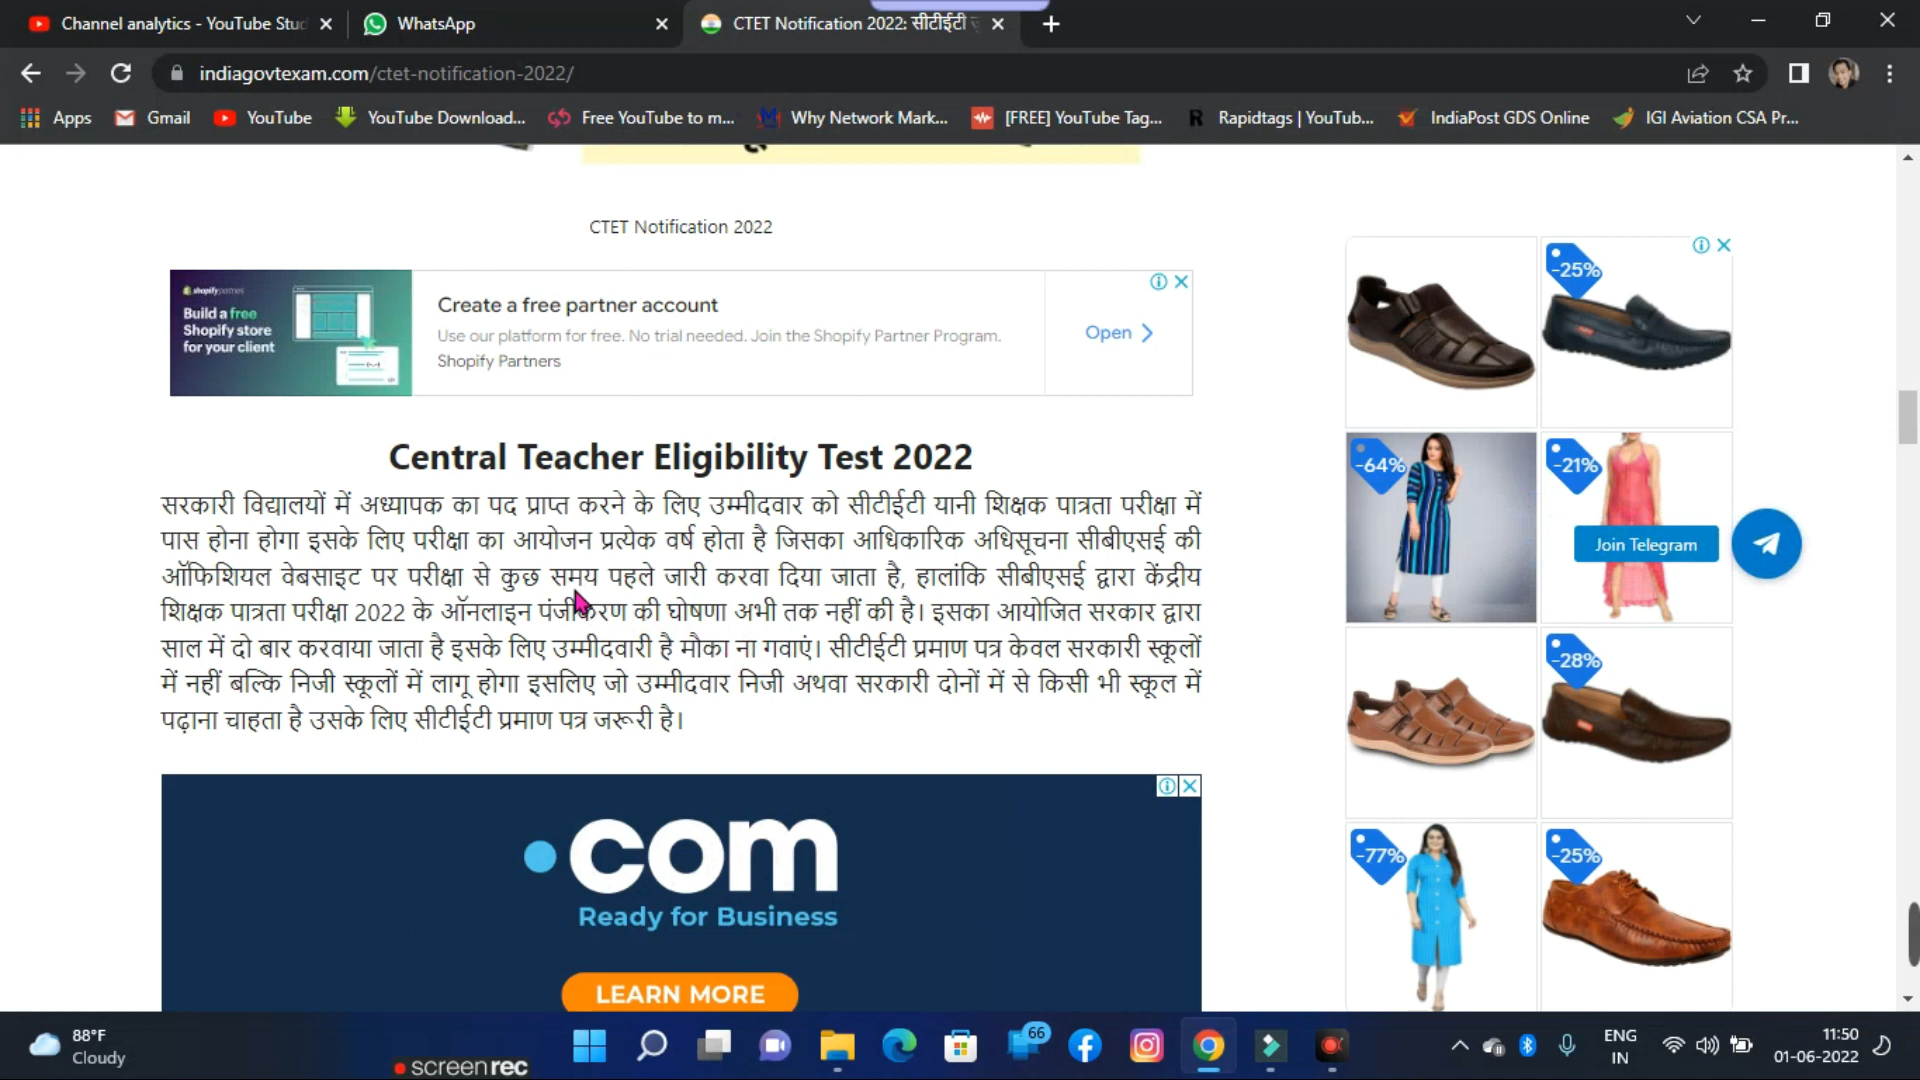 Channel analytics - YouTube Stud
WhatsApp
CTET Notification 2022: सीटीईटी
indiagovtexam.com/ctet-notification-2022/
Apps
Gmail
YouTube
YouTube Download...
Free YouTube to m...
Why Network Mark...
[FREE] YouTube Tag...
Rapidtags | YouTub...
IndiaPost GDS Online
IGI Aviation CSA Pr...
CTET Notification 2022
shopify partners
Build a free
Shopify store
for your client
Create a free partner account
Use our platform for free. No trial needed. Join the Shopify Partner Program.
Shopify Partners
Open
Central Teacher Eligibility Test 2022
सरकारी विद्यालयों में अध्यापक का पद प्राप्त करने के लिए उम्मीदवार को सीटीईटी यानी शिक्षक पात्रता परीक्षा में
पास होना होगा इसके लिए परीक्षा का आयोजन प्रत्येक वर्ष होता है जिसका आधिकारिक अधिसूचना सीबीएसई की
ऑफिशियल वेबसाइट पर परीक्षा से कुछ समय पहले जारी करवा दिया जाता है, हालांकि सीबीएसई द्वारा केंद्रीय
शिक्षक पात्रता परीक्षा 2022 के ऑनलाइन पंजीकरण की घोषणा अभी तक नहीं की है। इसका आयोजित सरकार द्वारा
साल में दो बार करवाया जाता है इसके लिए उम्मीदवारी है मौका ना गवाएं। सीटीईटी प्रमाण पत्र केवल सरकारी स्कूलों
में नहीं बल्कि निजी स्कूलों में लागू होगा इसलिए जो उम्मीदवार निजी अथवा सरकारी दोनों में से किसी भी स्कूल में
पढ़ाना चाहता है उसके लिए सीटीईटी प्रमाण पत्र जरूरी है।
com
Ready for Business
LEARN MORE
-25%
-64%
-21%
Join Telegram
-28%
-77%
-25%
88°F
Cloudy
screenrec
66
ENG
IN
11:50
01-06-2022